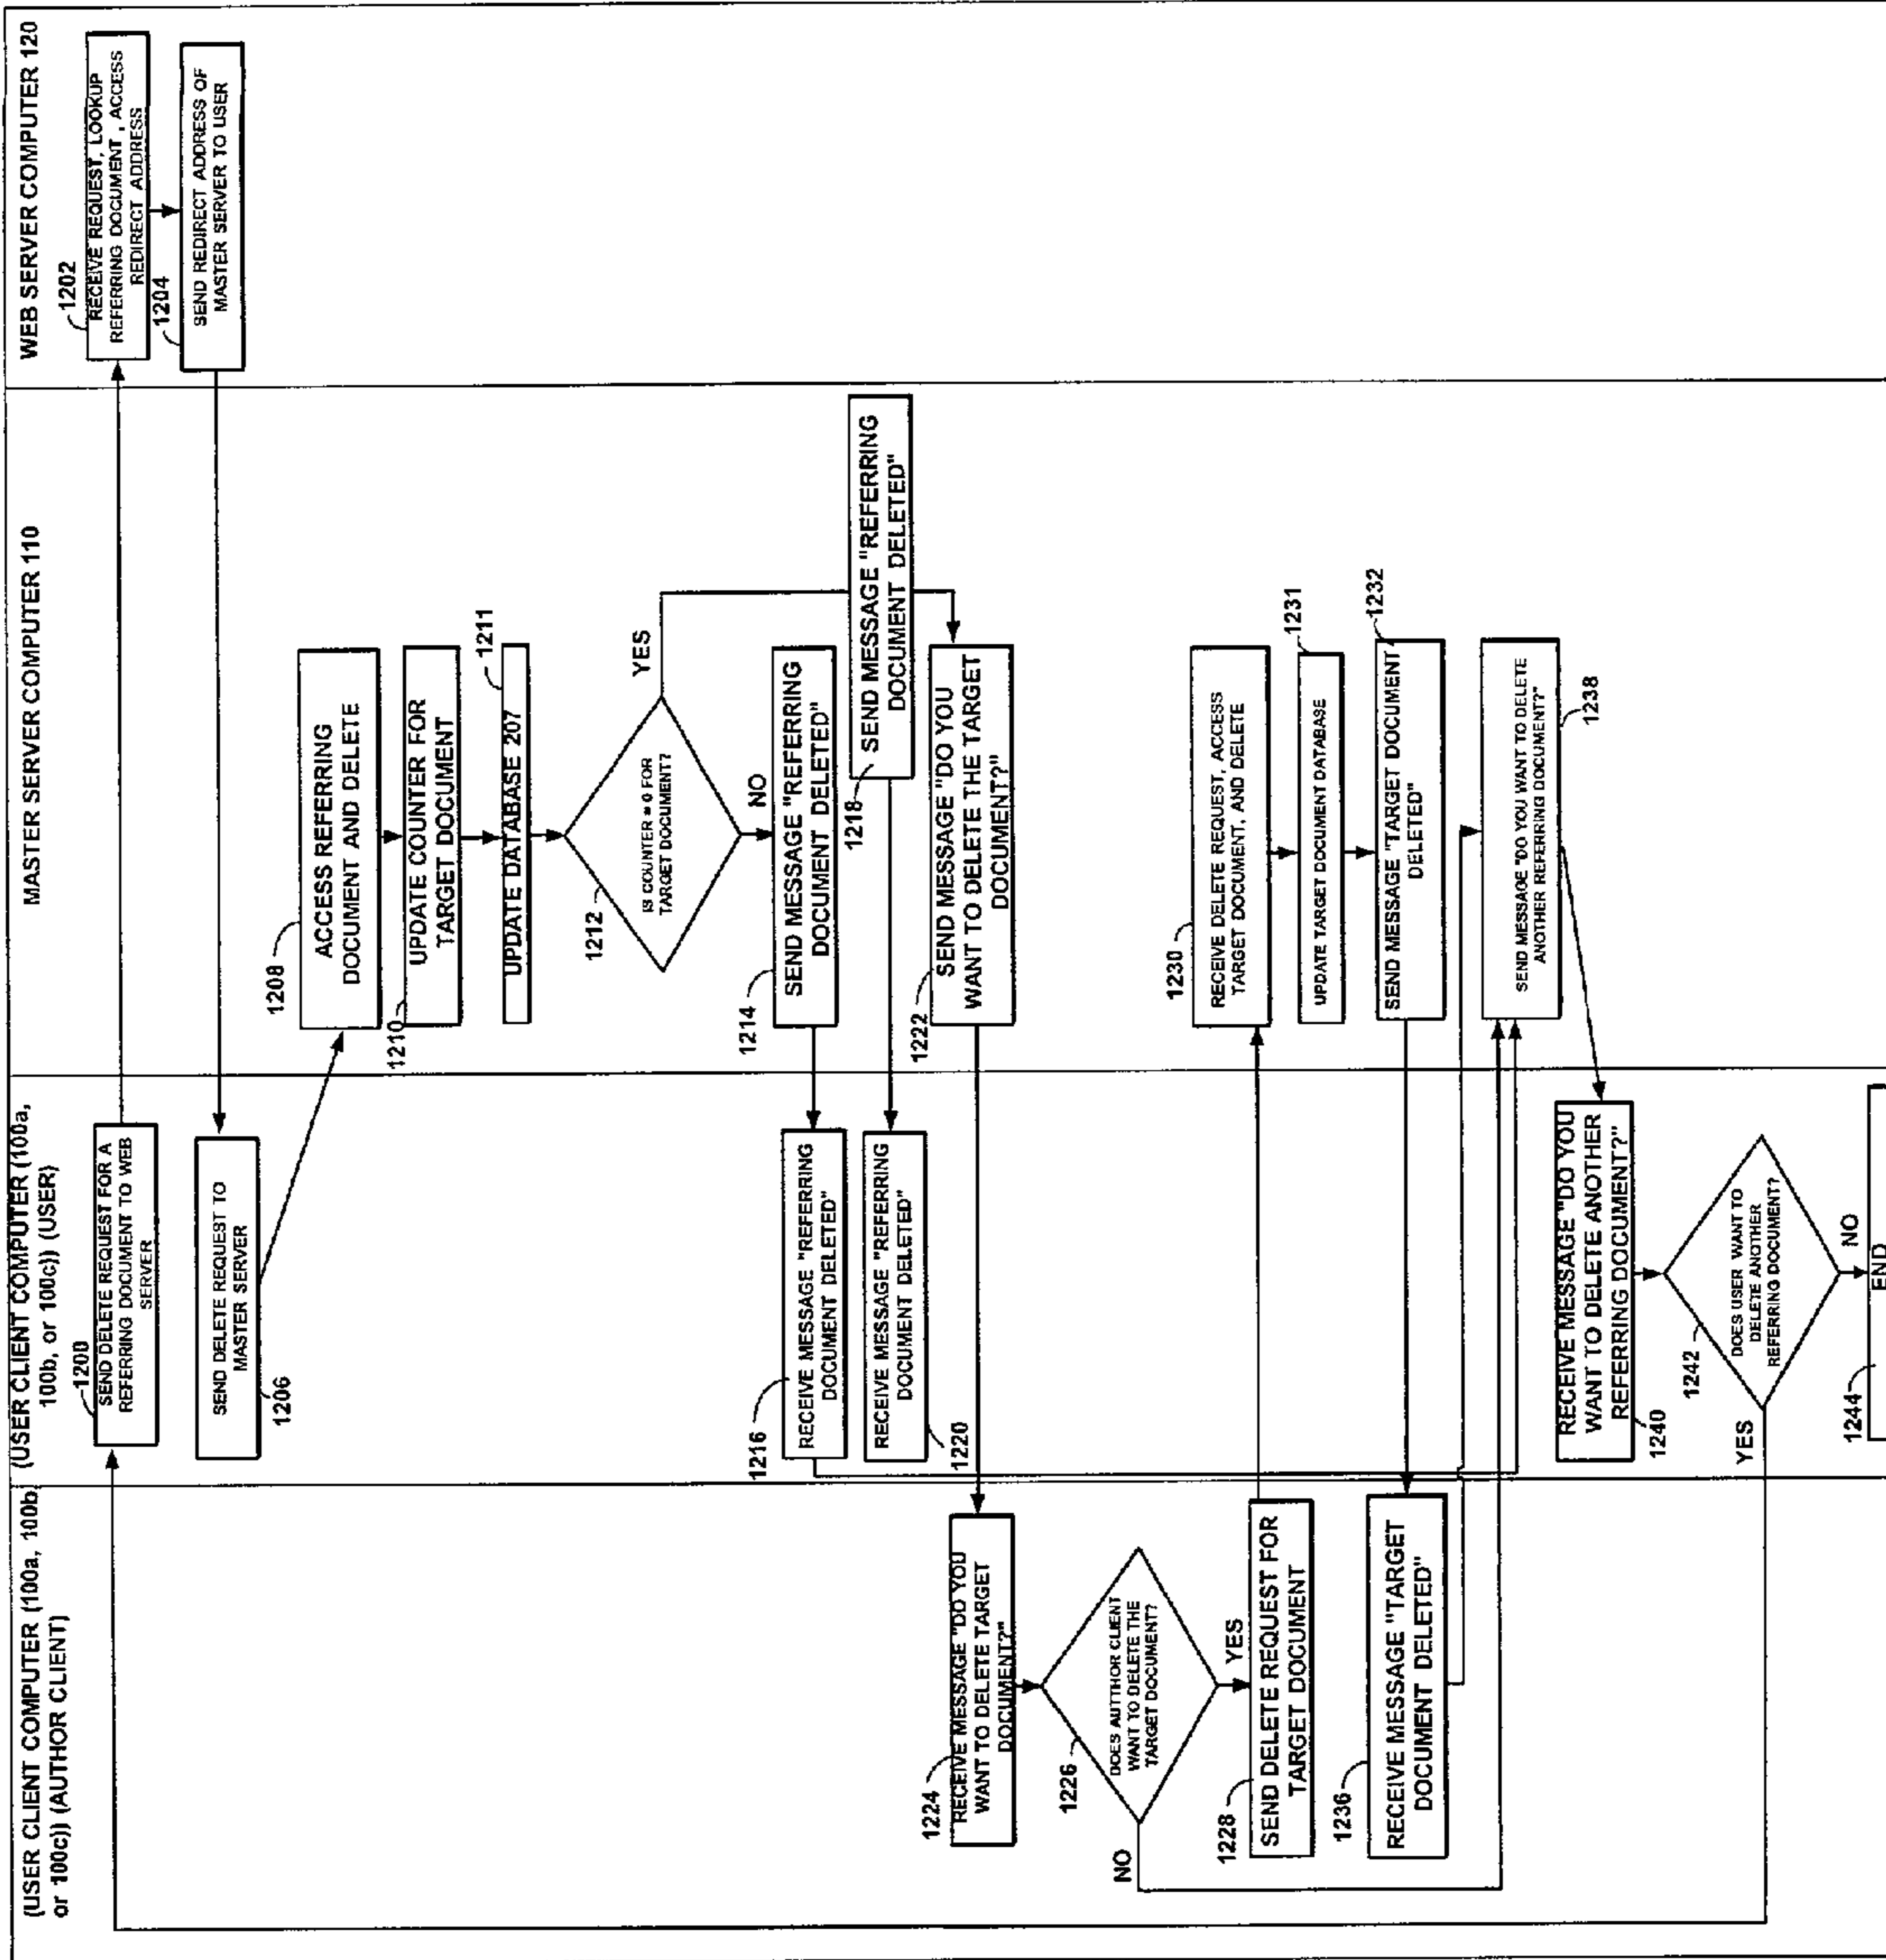 (USER CLIENT COMPUTER (100a, 100b
or 100c)) (AUTHOR CLIENT)
(USER CLIENT COMPUTER (100a,
100b, or 100c)) (USER)
MASTER SERVER COMPUTER 110
WEB SERVER COMPUTER 120
1200
SEND DELETE REQUEST FOR A
REFERRING DOCUMENT TO WEB
SERVER
1202
RECEIVE REQUEST, LOOKUP
REFERRING DOCUMENT , ACCESS
REDIRECT ADDRESS
1204
SEND REDIRECT ADDRESS OF
MASTER SERVER TO USER
SEND DELETE REQUEST TO
MASTER SERVER
1206
1208
ACCESS REFERRING
DOCUMENT AND DELETE
1210
UPDATE COUNTER FOR
TARGET DOCUMENT
1211
UPDATE DATABASE 207
1212
IS COUNTER = 0 FOR
TARGET DOCUMENT?
YES
NO
1214
SEND MESSAGE "REFERRING
DOCUMENT DELETED"
1216
RECEIVE MESSAGE "REFERRING
DOCUMENT DELETED"
1218
SEND MESSAGE "REFERRING
DOCUMENT DELETED"
RECEIVE MESSAGE "REFERRING
DOCUMENT DELETED"
1220
1222
SEND MESSAGE "DO YOU
WANT TO DELETE THE TARGET
DOCUMENT?"
1224
RECEIVE MESSAGE "DO YOU
WANT TO DELETE TARGET
DOCUMENT?"
1226
DOES AUTTHOR CLIENT
WANT TO DELETE THE
TARGET DOCUMENT?
NO
YES
1228
SEND DELETE REQUEST FOR
TARGET DOCUMENT
1230
RECEIVE DELETE REQUEST, ACCESS
TARGET DOCUMENT, AND DELETE
1231
UPDATE TARGET DOCUMENT DATABASE
1232
SEND MESSAGE "TARGET DOCUMENT
DELETED"
1236
RECEIVE MESSAGE "TARGET
DOCUMENT DELETED"
SEND MESSAGE "DO YOU WANT TO DELETE
ANOTHER REFERRING DOCUMENT?"
1238
RECEIVE MESSAGE "DO YOU
WANT TO DELETE ANOTHER
REFERRING DOCUMENT?"
1240
1242
DOES USER WANT TO
DELETE ANOTHER
REFERRING DOCUMENT?
YES
NO
1244
END